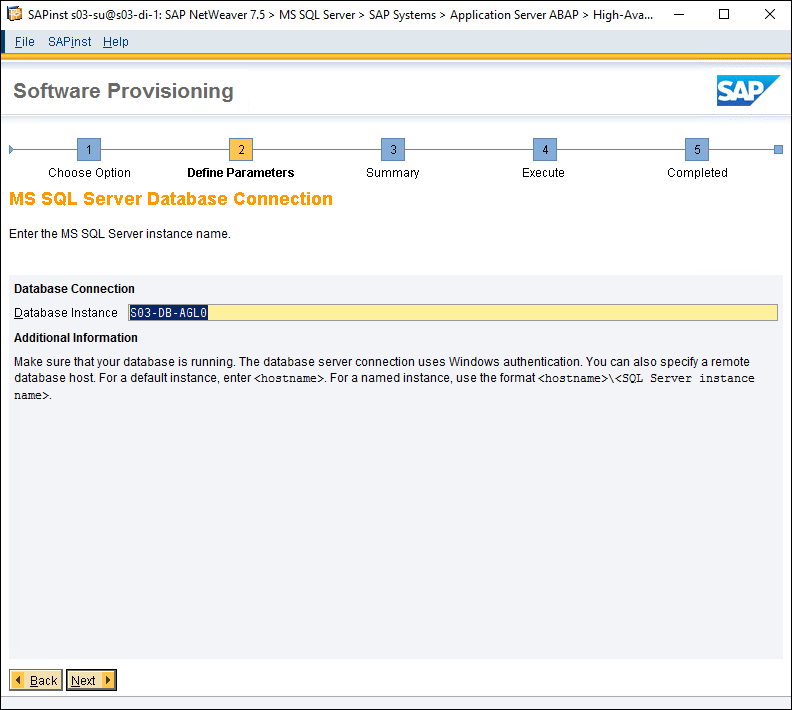 SAPinst s03-su@s03-di-1: SAP NetWeaver 7.5 > MS SQL Server > SAP Systems > Application Server ABAP > High-Ava...
File SAPinst Help
Software Provisioning
SAP
1 2 3 4 5
Choose Option Define Parameters Summary Execute Completed
MS SQL Server Database Connection
Enter the MS SQL Server instance name.
Database Connection
Database Instance S03-DB-AGL0
Additional Information
Make sure that your database is running. The database server connection uses Windows authentication. You can also specify a remote
database host. For a default instance, enter <hostname>. For a named instance, use the format <hostname>\<SQL Server instance
name>.
Back Next